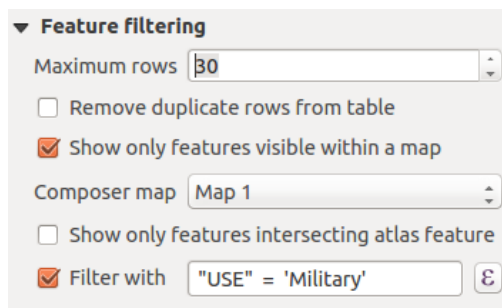 Feature filtering
Maximum rows 30
Remove duplicate rows from table
Show only features visible within a map
Composer map Map 1
Show only features intersecting atlas feature
Filter with "USE" = 'Military' ε